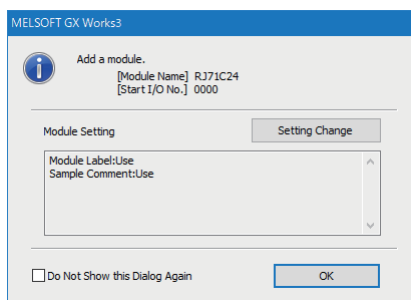 MELSOFT GX Works3
Add a module.
[Module Name] RJ71C24
[Start I/O No.] 0000
Module Setting
Setting Change
Module Label:Use
Sample Comment:Use
Do Not Show this Dialog Again
OK